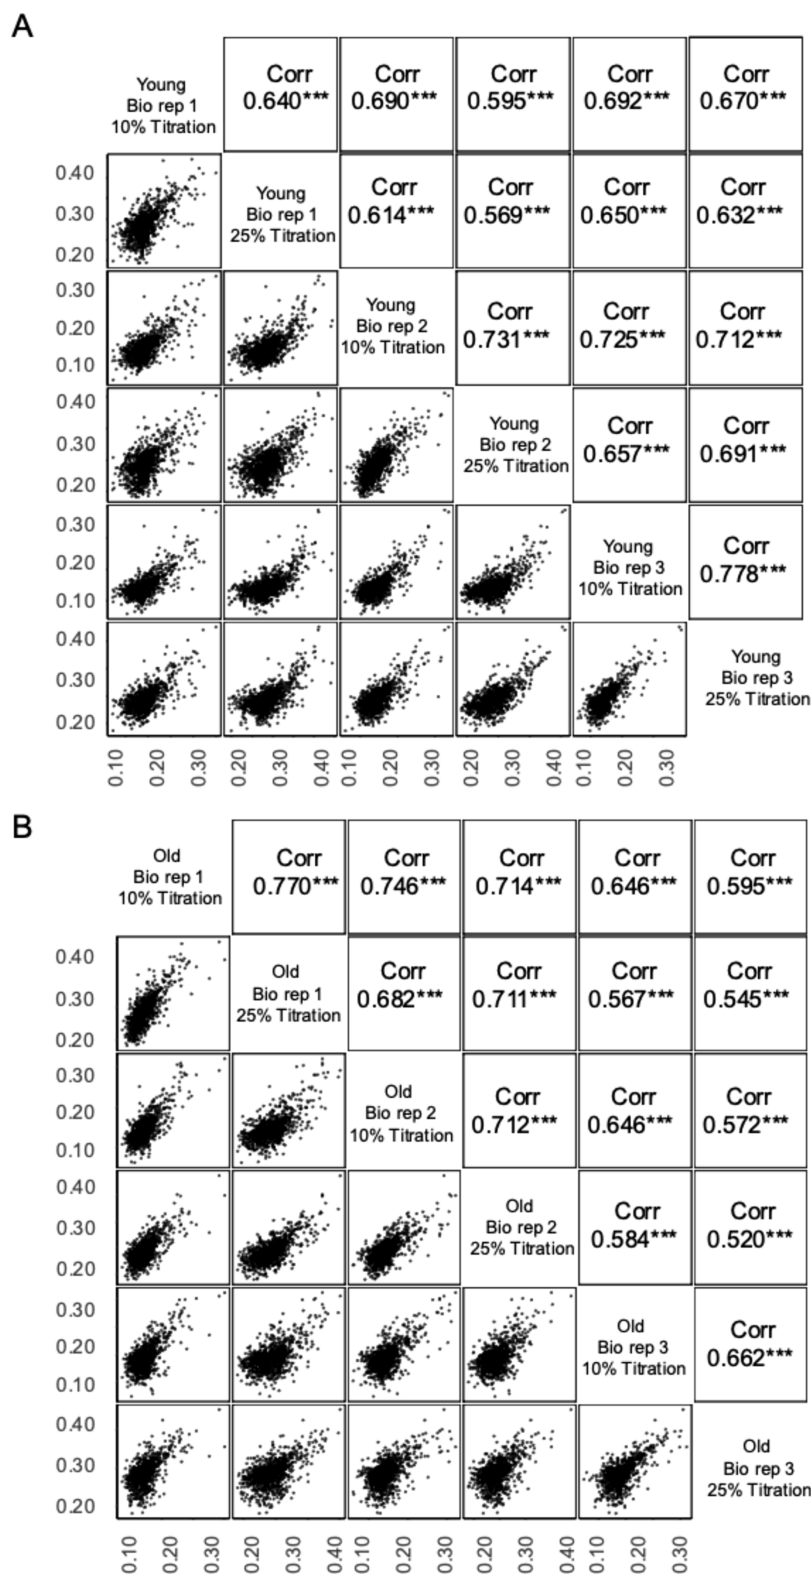 A
Young
Bio rep 1
10% Titration
Corr
0.640***
Corr
0.690***
Corr
0.595***
Corr
0.692***
Corr
0.670***
0.40
0.30
0.20
Young
Bio rep 1
25% Titration
Corr
0.614***
Corr
0.569***
Corr
0.650***
Corr
0.632***
0.30
0.20
0.10
Young
Bio rep 2
10% Titration
Corr
0.731***
Corr
0.725***
Corr
0.712***
0.40
0.30
0.20
Young
Bio rep 2
25% Titration
Corr
0.657***
Corr
0.691***
0.30
0.20
0.10
Young
Bio rep 3
10% Titration
Corr
0.778***
0.40
0.30
0.20
Young
Bio rep 3
25% Titration
0.10 0.20 0.30 0.20 0.30 0.40 0.10 0.20 0.30 0.20 0.30 0.40 0.10 0.20 0.30
B
Old
Bio rep 1
10% Titration
Corr
0.770***
Corr
0.746***
Corr
0.714***
Corr
0.646***
Corr
0.595***
0.40
0.30
0.20
Old
Bio rep 1
25% Titration
Corr
0.682***
Corr
0.711***
Corr
0.567***
Corr
0.545***
0.30
0.20
0.10
Old
Bio rep 2
10% Titration
Corr
0.712***
Corr
0.646***
Corr
0.572***
0.40
0.30
0.20
Old
Bio rep 2
25% Titration
Corr
0.584***
Corr
0.520***
0.30
0.20
0.10
Old
Bio rep 3
10% Titration
Corr
0.662***
0.40
0.30
0.20
Old
Bio rep 3
25% Titration
0.10 0.20 0.30 0.20 0.30 0.40 0.10 0.20 0.30 0.20 0.30 0.40 0.10 0.20 0.30